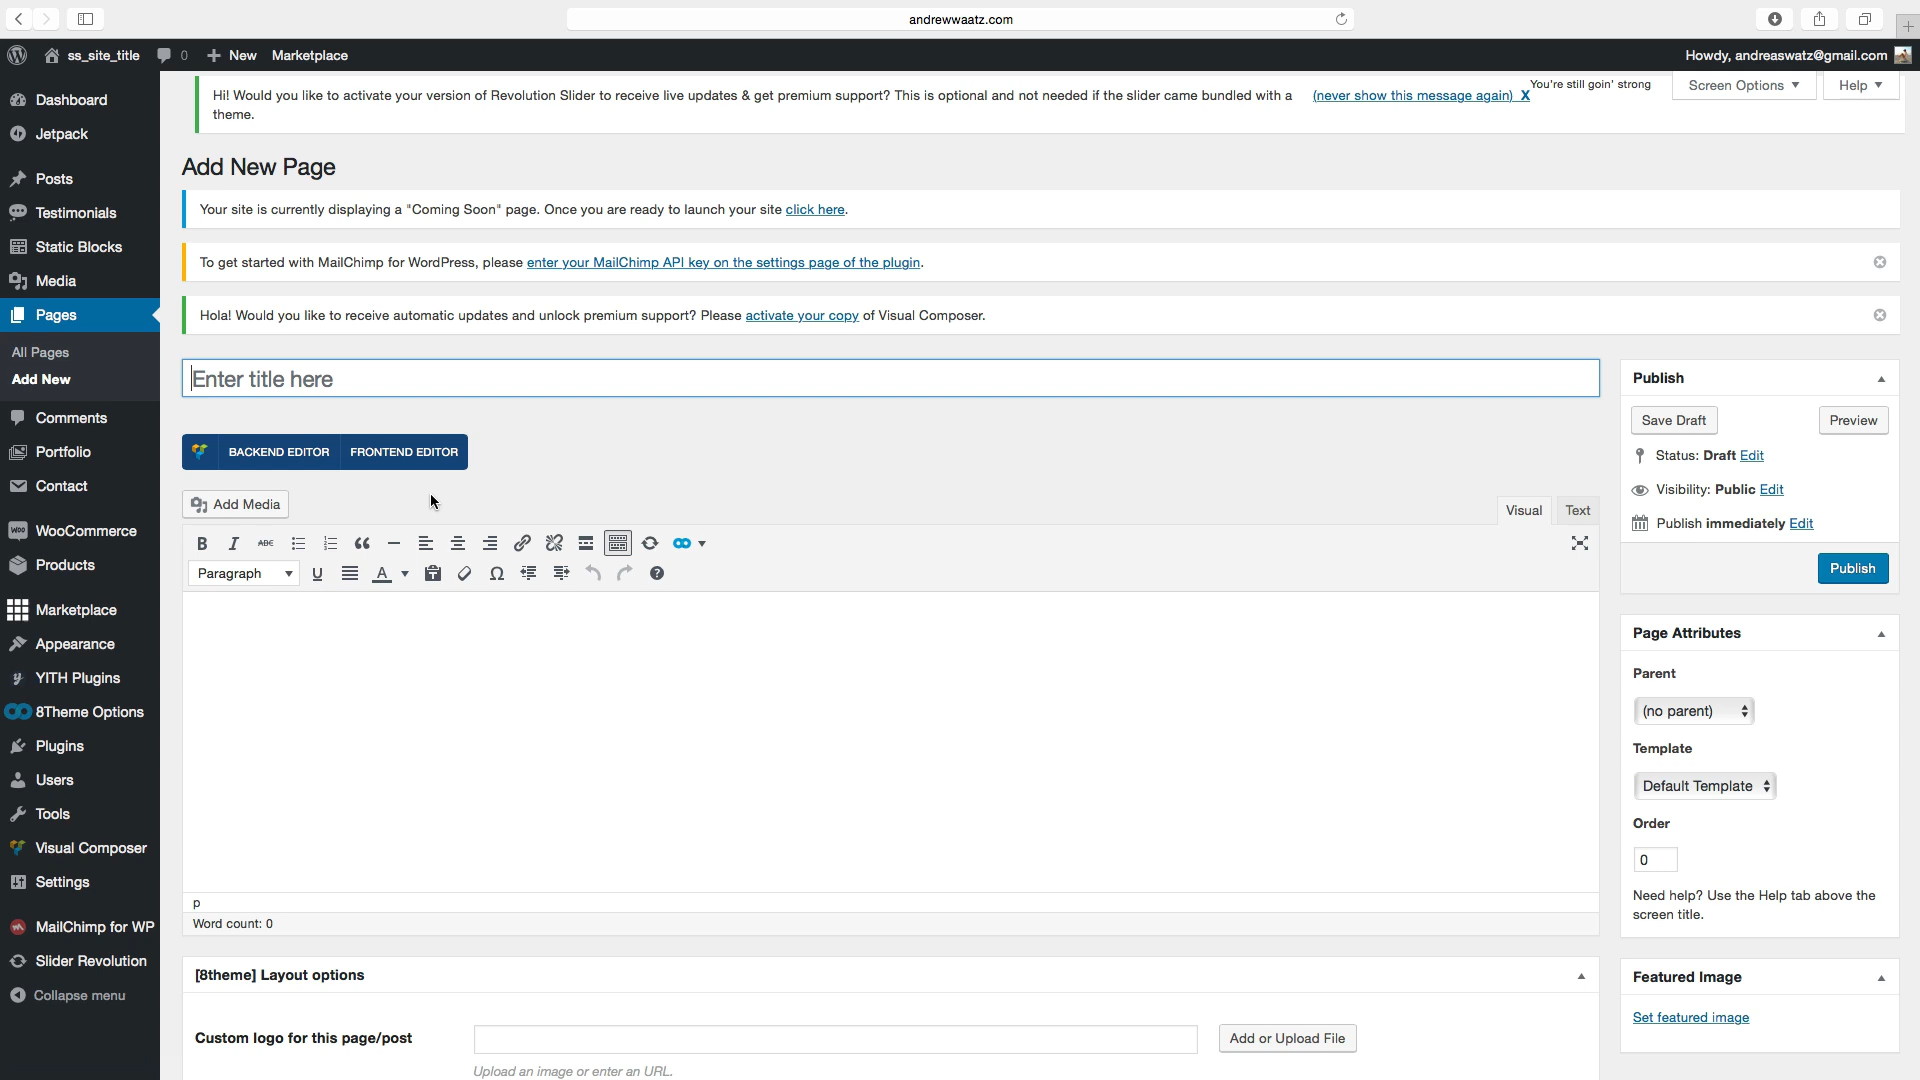 andrewwaatz.com
ss_site_title 0 New Marketplace Howdy, andreaswatz@gmail.com
Dashboard
Jetpack
Posts
Testimonials
Static Blocks
Media
Pages
All Pages
Add New
Comments
Portfolio
Contact
WooCommerce
Products
Marketplace
Appearance
YITH Plugins
8Theme Options
Plugins
Users
Tools
Visual Composer
Settings
MailChimp for WP
Slider Revolution
Collapse menu
Hi! Would you like to activate your version of Revolution Slider to receive live updates & get premium support? This is optional and not needed if the slider came bundled with a
theme.
(never show this message again) X
You're still goin' strong
Screen Options
Help
Add New Page
Your site is currently displaying a "Coming Soon" page. Once you are ready to launch your site click here.
To get started with MailChimp for WordPress, please enter your MailChimp API key on the settings page of the plugin.
Hola! Would you like to receive automatic updates and unlock premium support? Please activate your copy of Visual Composer.
Enter title here
BACKEND EDITOR FRONTEND EDITOR
Add Media
Visual Text
B I ABC
Paragraph U A Ω
p
Word count: 0
[8theme] Layout options
Custom logo for this page/post
Add or Upload File
Upload an image or enter an URL.
Publish
Save Draft Preview
Status: Draft Edit
Visibility: Public Edit
Publish immediately Edit
Publish
Page Attributes
Parent
(no parent)
Template
Default Template
Order
0
Need help? Use the Help tab above the
screen title.
Featured Image
Set featured image